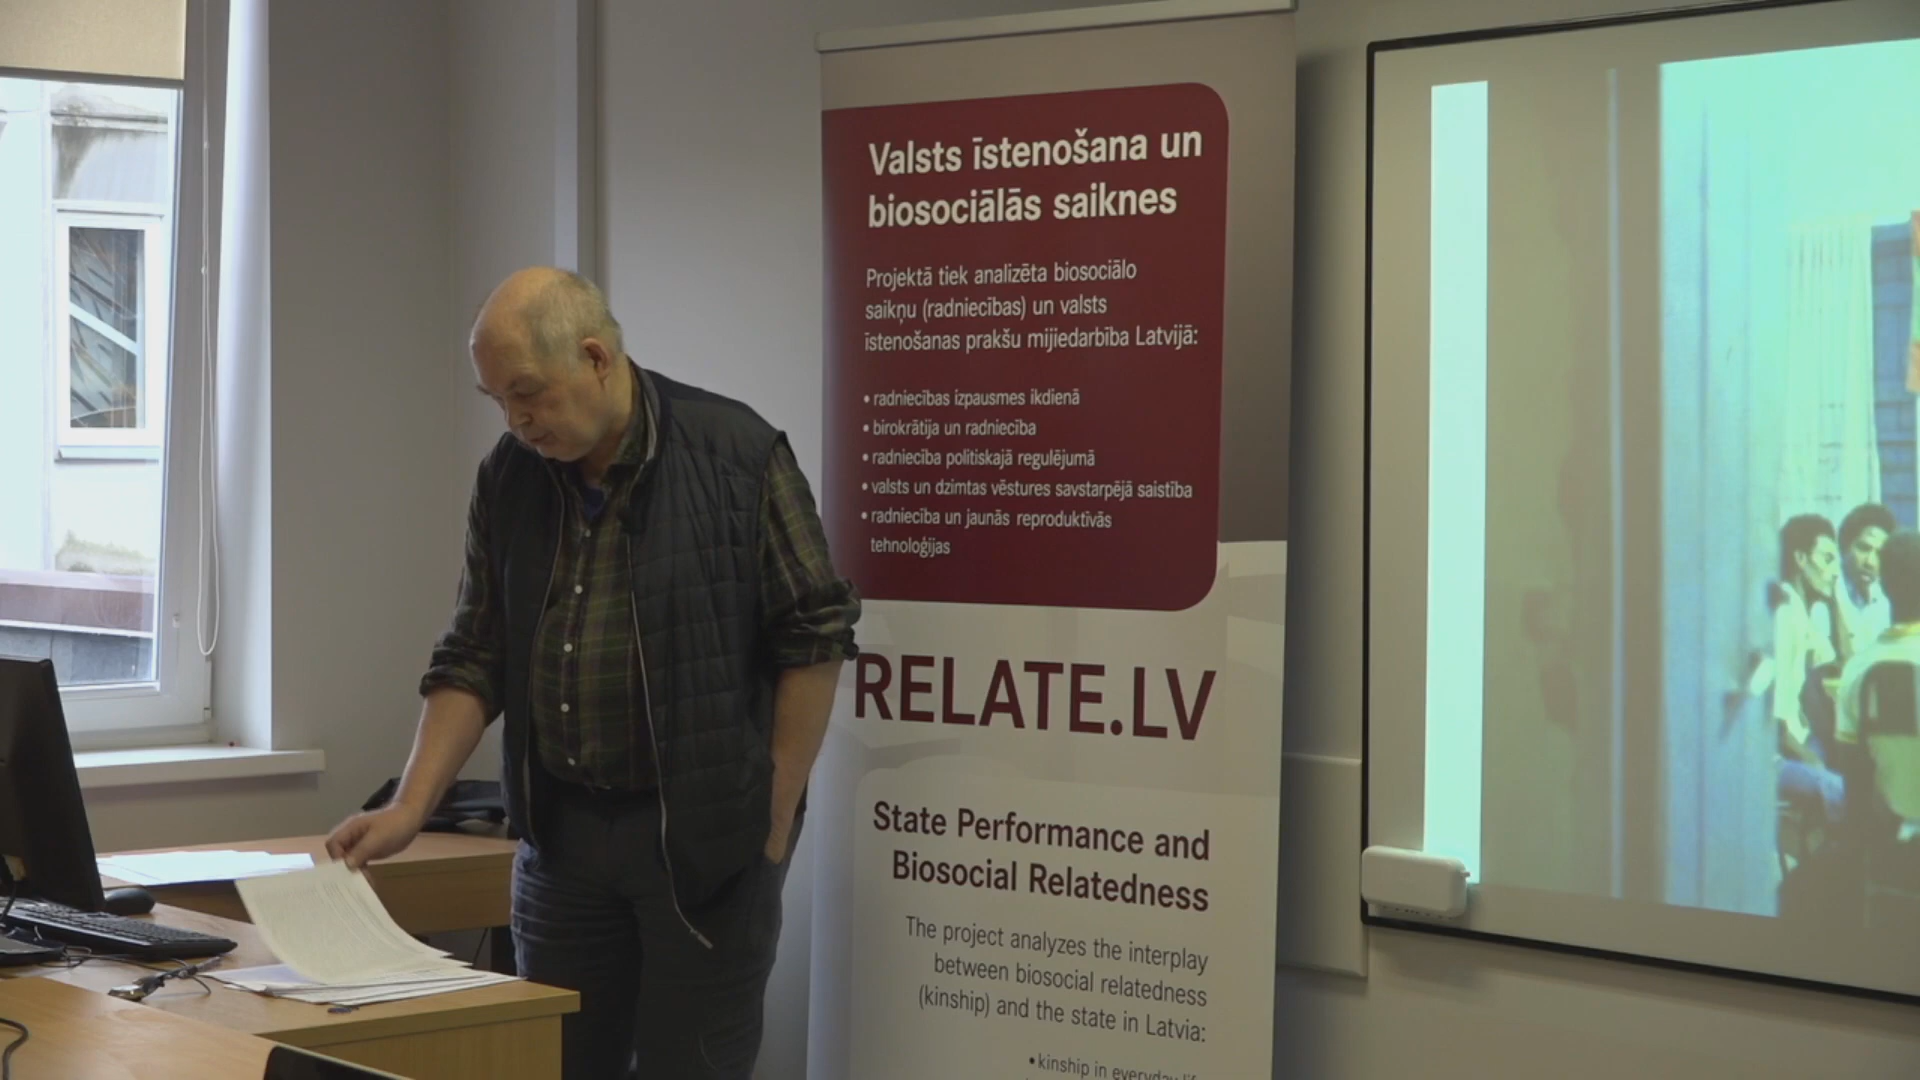 Valsts īstenošana un
biosociālās saiknes
Projektā tiek analizēta biosociālo
saikņu (radniecības) un valsts
īstenošanas prakšu mijiedarbība Latvijā:
• radniecības izpausmes ikdienā
• birokrātija un radniecība
• radniecība politiskajā regulējumā
• valsts un dzimtas vēstures savstarpējā saistība
• radniecība un jaunās reproduktīvās
tehnoloģijas
RELATE.LV
State Performance and
Biosocial Relatedness
The project analyzes the interplay
between biosocial relatedness
(kinship) and the state in Latvia:
• kinship in everyday